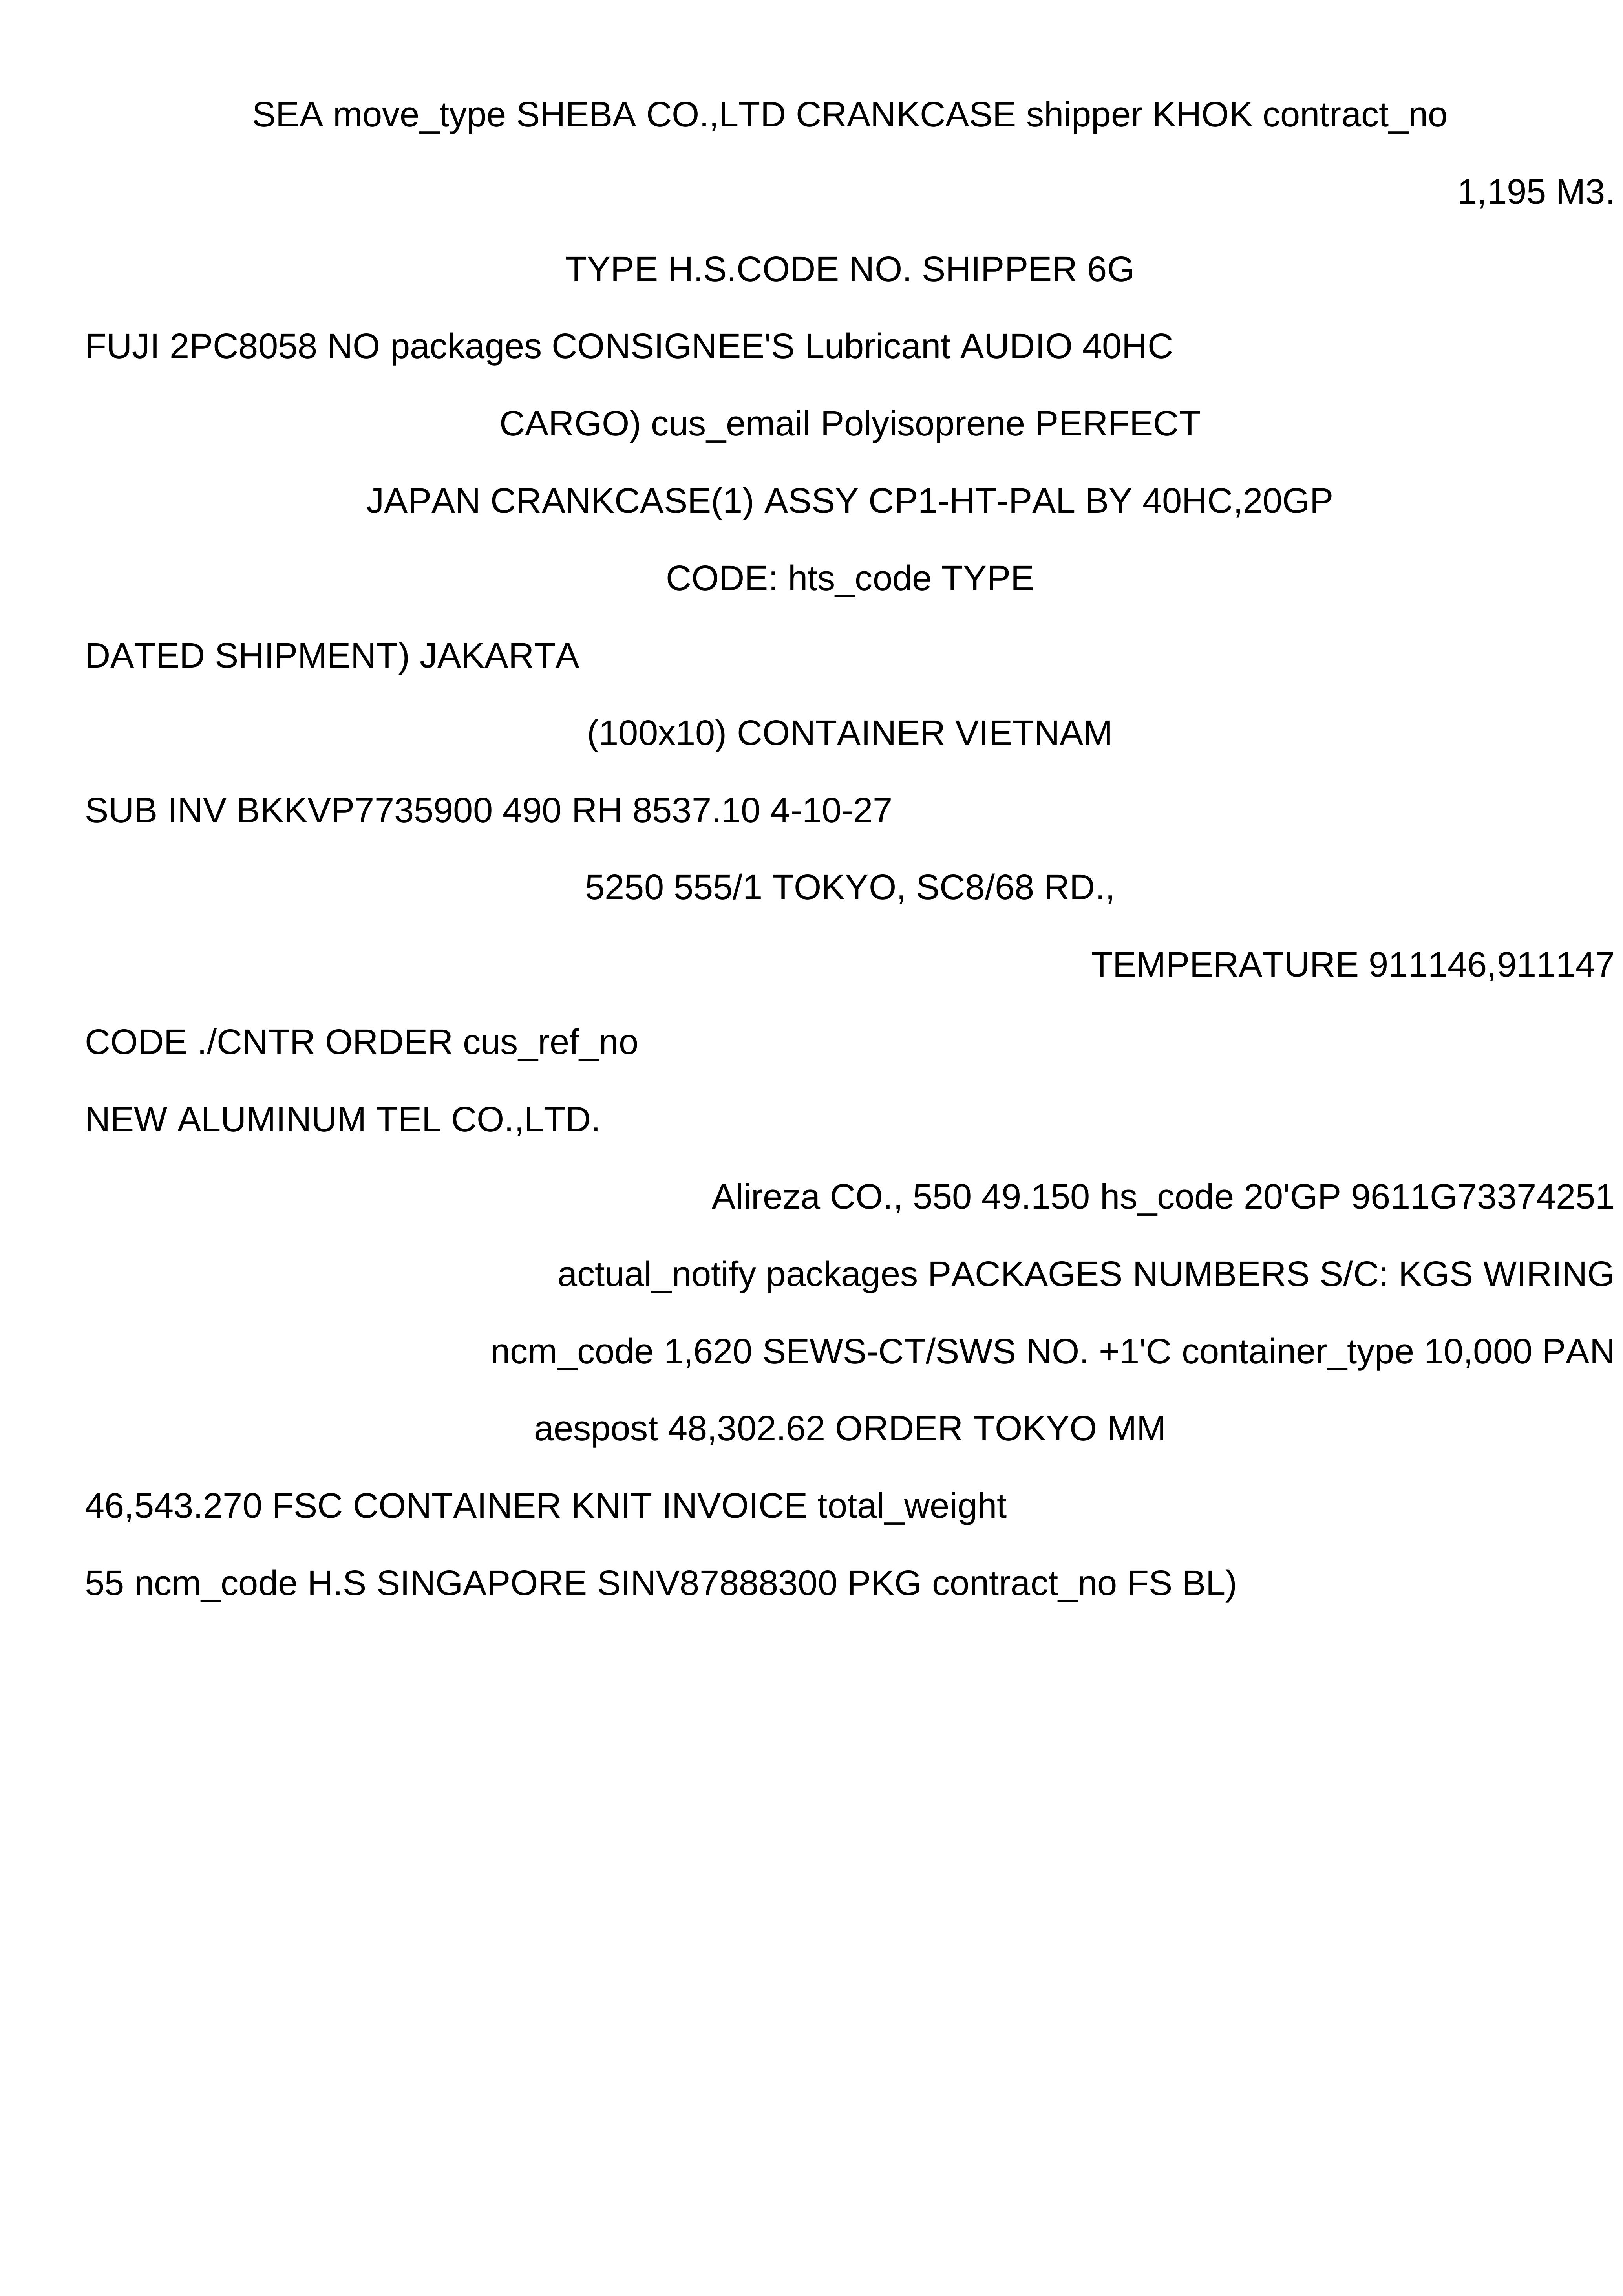 SEA move_type SHEBA CO.,LTD CRANKCASE shipper KHOK contract_no
1,195 M3.
TYPE H.S.CODE NO. SHIPPER 6G
FUJI 2PC8058 NO packages CONSIGNEE'S Lubricant AUDIO 40HC
CARGO) cus_email Polyisoprene PERFECT
JAPAN CRANKCASE(1) ASSY CP1-HT-PAL BY 40HC,20GP
CODE: hts_code TYPE
DATED SHIPMENT) JAKARTA
(100x10) CONTAINER VIETNAM
SUB INV BKKVP7735900 490 RH 8537.10 4-10-27
5250 555/1 TOKYO, SC8/68 RD.,
TEMPERATURE 911146,911147
CODE ./CNTR ORDER cus_ref_no
NEW ALUMINUM TEL CO.,LTD.
Alireza CO., 550 49.150 hs_code 20'GP 9611G73374251
actual_notify packages PACKAGES NUMBERS S/C: KGS WIRING
ncm_code 1,620 SEWS-CT/SWS NO. +1'C container_type 10,000 PAN
aespost 48,302.62 ORDER TOKYO MM
46,543.270 FSC CONTAINER KNIT INVOICE total_weight
55 ncm_code H.S SINGAPORE SINV87888300 PKG contract_no FS BL)